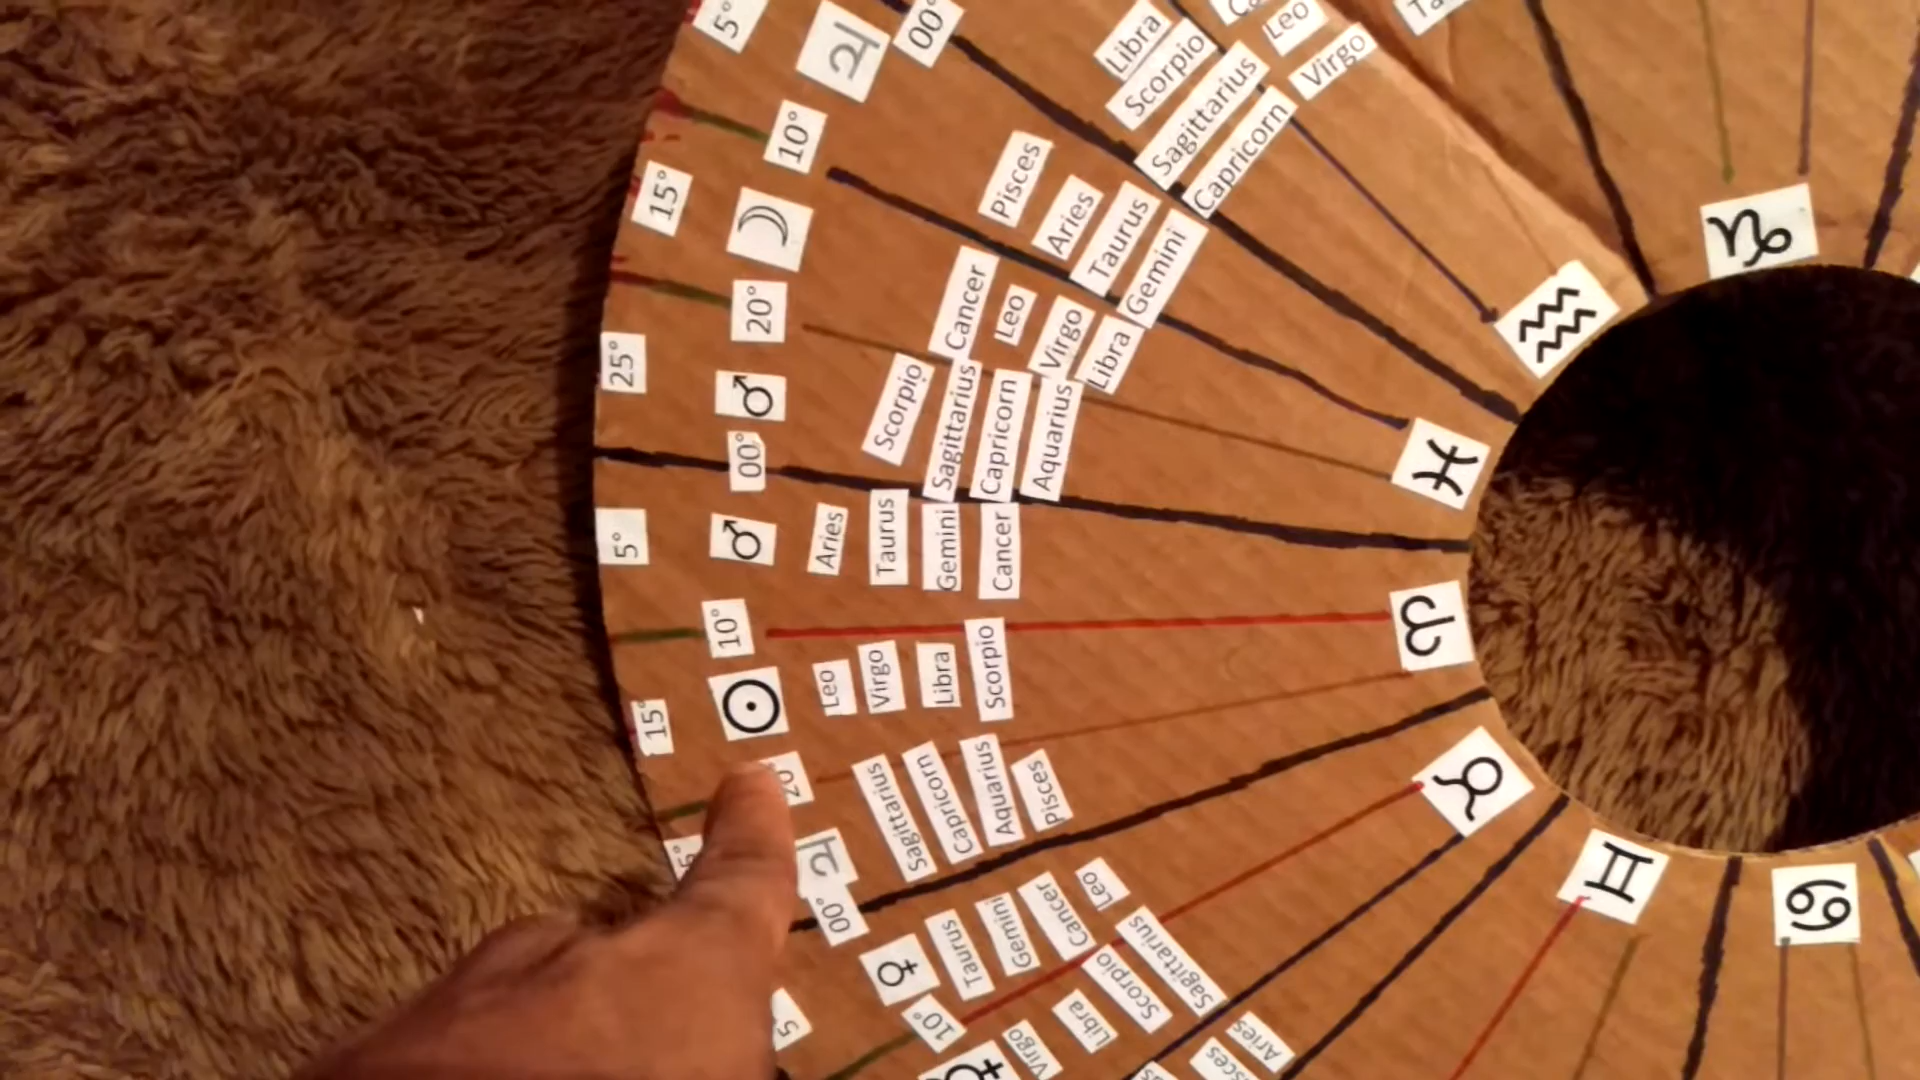 5°
00°
Libra
Scorpio
Sagittarius
Capricorn
Leo
Virgo
10°
15°
Pisces
Aries
Taurus
Gemini
20°
25°
Cancer
Leo
Virgo
Libra
Scorpio
Sagittarius
Capricorn
Aquarius
00°
5°
Aries
Taurus
Gemini
Cancer
10°
15°
Leo
Virgo
Libra
Scorpio
20°
Sagittarius
Capricorn
Aquarius
Pisces
00°
Taurus
Gemini
Cancer
Leo
5°
10°
Virgo
Libra
Scorpio
Sagittarius
Aries